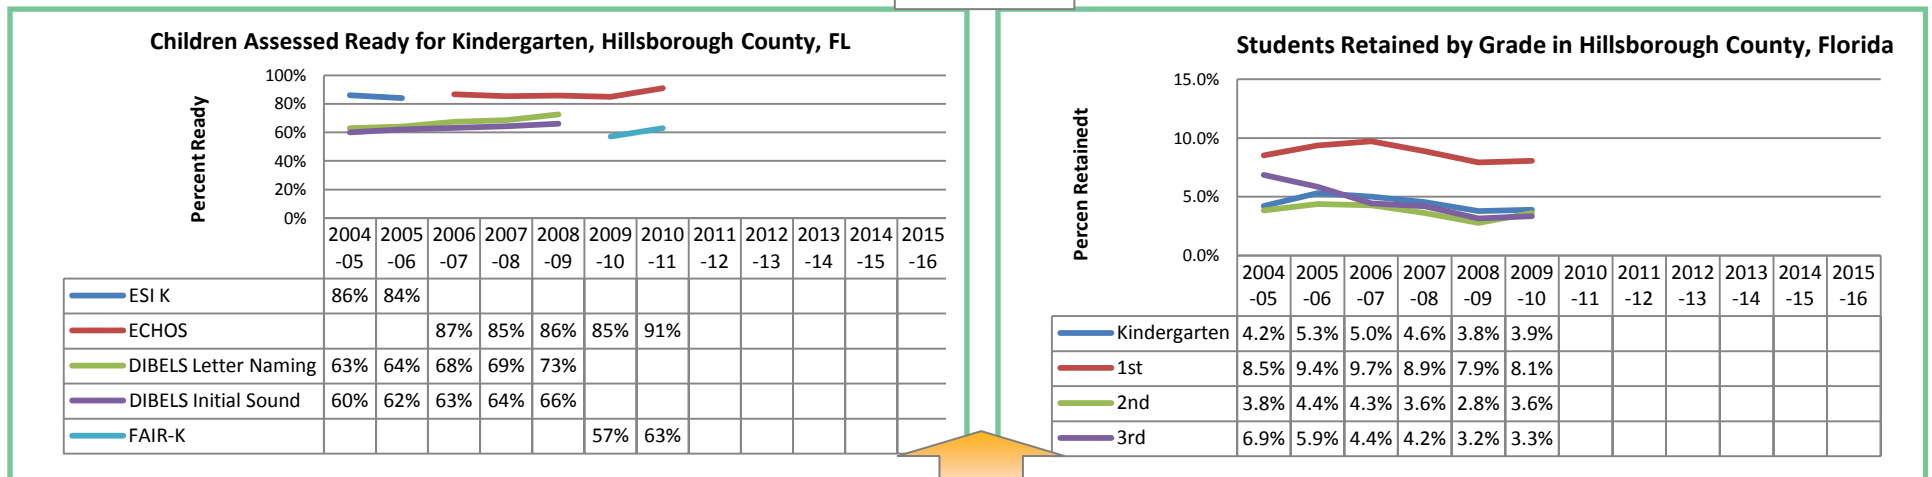 Children Assessed Ready for Kindergarten, Hillsborough County, FL
Percent Ready
100%
80%
60%
40%
20%
0%
2004 2005 2006 2007 2008 2009 2010 2011 2012 2013 2014 2015
-05 -06 -07 -08 -09 -10 -11 -12 -13 -14 -15 -16
ESI K 86% 84%
ECHOS 87% 85% 86% 85% 91%
DIBELS Letter Naming 63% 64% 68% 69% 73%
DIBELS Initial Sound 60% 62% 63% 64% 66%
FAIR-K 57% 63%
Students Retained by Grade in Hillsborough County, Florida
Percen Retainedt
15.0%
10.0%
5.0%
0.0%
2004 2005 2006 2007 2008 2009 2010 2011 2012 2013 2014 2015
-05 -06 -07 -08 -09 -10 -11 -12 -13 -14 -15 -16
Kindergarten 4.2% 5.3% 5.0% 4.6% 3.8% 3.9%
1st 8.5% 9.4% 9.7% 8.9% 7.9% 8.1%
2nd 3.8% 4.4% 4.3% 3.6% 2.8% 3.6%
3rd 6.9% 5.9% 4.4% 4.2% 3.2% 3.3%